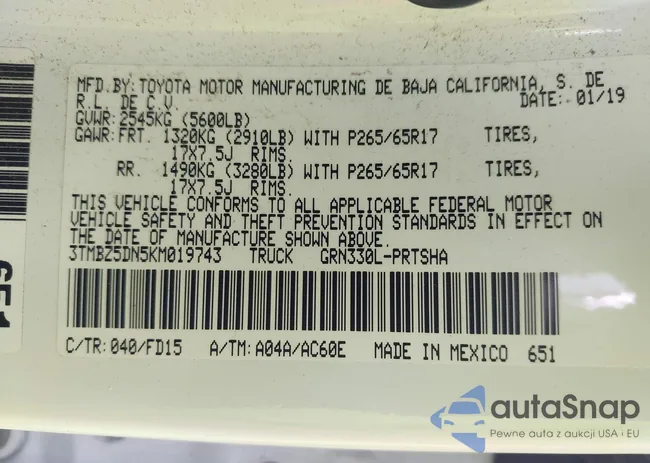 MFD.BY: TOYOTA MOTOR MANUFACTURING DE BAJA CALIFORNIA, S. DE
R.L. DE C.V. DATE: 01/19
GVWR: 2545KG (5600LB)
GAWR: FRT. 1320KG (2910LB) WITH P265/65R17 TIRES,
17X7.5J RIMS.
RR. 1490KG (3280LB) WITH P265/65R17 TIRES,
17X7.5J RIMS.
THIS VEHICLE CONFORMS TO ALL APPLICABLE FEDERAL MOTOR
VEHICLE SAFETY AND THEFT PREVENTION STANDARDS IN EFFECT ON
THE DATE OF MANUFACTURE SHOWN ABOVE.
3TMBZ5DN5KM019743 TRUCK GRN330L-PRTSHA
C/TR: 040/FD15 A/TM: A04A/AC60E MADE IN MEXICO 651
651
autaSnap
Pewne auta z aukcji USA i EU